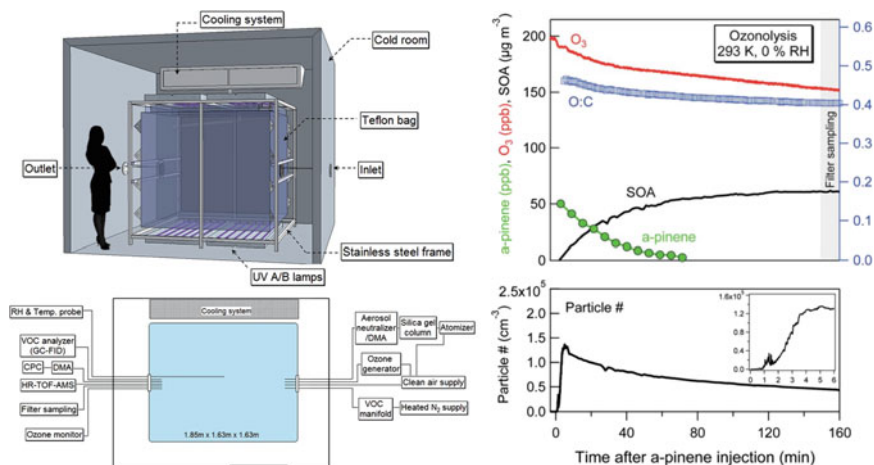 Cooling system
Cold room
Teflon bag
Outlet
Inlet
Stainless steel frame
UV A/B lamps
Cooling system
RH & Temp. probe
VOC analyzer
(GC-FID)
CPC
DMA
HR-TOF-AMS
Filter sampling
Ozone monitor
1.85m x 1.63m x 1.63m
Aerosol
neutralizer
/DMA
Silica gel
column
Atomizer
Ozone
generator
Clean air supply
VOC
manifold
Heated N2 supply
a-pinene (ppb), O3 (ppb), SOA (µg m-3)
200
150
100
50
0
O3
Ozonolysis
293 K, 0 % RH
O:C
SOA
a-pinene
Filter sampling
0.6
0.5
0.4
0.3
0.2
0.1
0.0
Particle # (cm-3)
2.5x10^5
2.0
1.5
1.0
0.5
0.0
Particle #
1.6x10^5
1.2
0.8
0.4
0.0
0 1 2 3 4 5 6
0 40 80 120 160
Time after a-pinene injection (min)